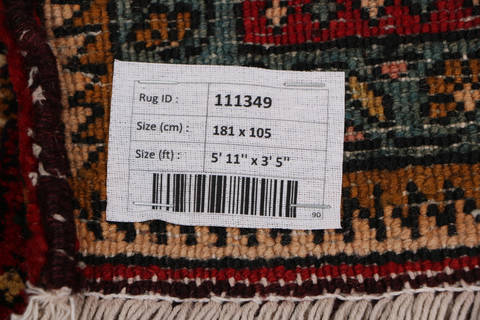 Rug ID : 111349
Size (cm) : 181 x 105
Size (ft) : 5' 11'' x 3' 5''
90